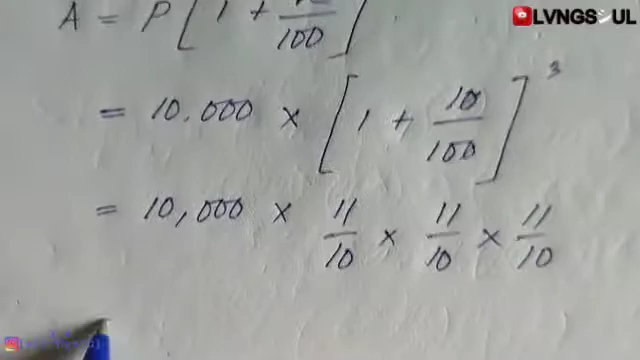 LVNGSOUL
A = P [ 1 + /100 ]
= 10.000 × [ 1 + 10/100 ]³
= 10,000 × 11/10 × 11/10 × 11/10